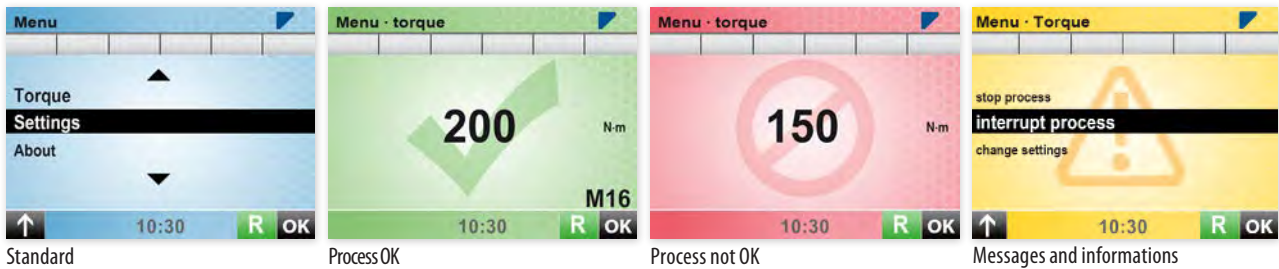 Menu
Torque
Settings
About
10:30 R OK
Standard
Menu · torque
200 N·m
M16
10:30 R OK
Process OK
Menu · torque
150 N·m
10:30 R OK
Process not OK
Menu · Torque
stop process
interrupt process
change settings
10:30 R OK
Messages and informations